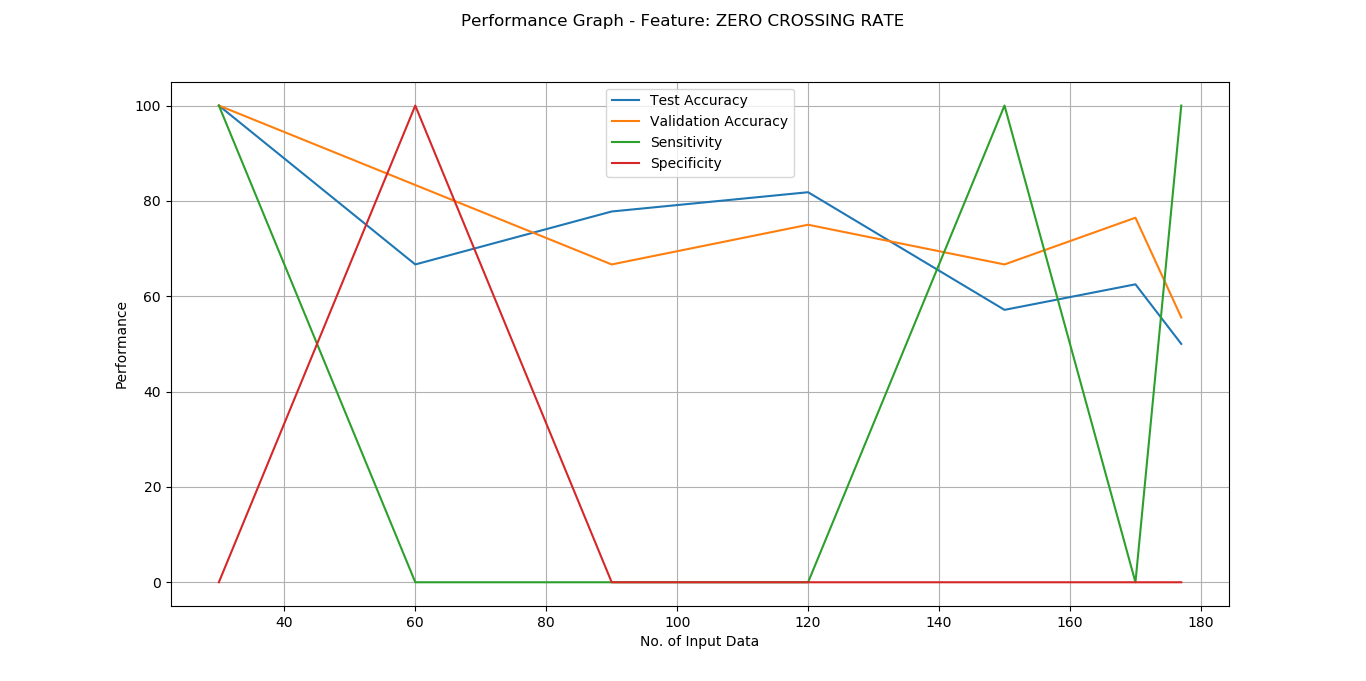 Performance Graph - Feature: ZERO CROSSING RATE
Test Accuracy
Validation Accuracy
Sensitivity
Specificity
Performance
100
80
60
40
20
0
40 60 80 100 120 140 160 180
No. of Input Data